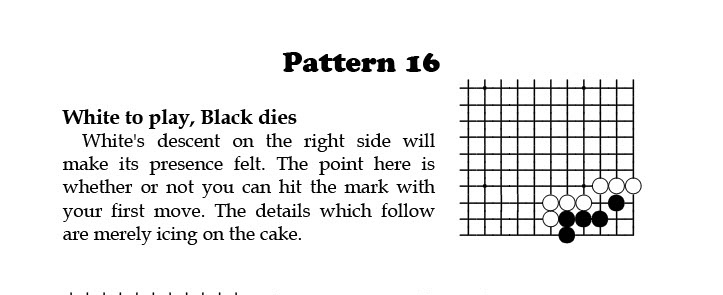 Pattern 16
White to play, Black dies
White's descent on the right side will
make its presence felt. The point here is
whether or not you can hit the mark with
your first move. The details which follow
are merely icing on the cake.